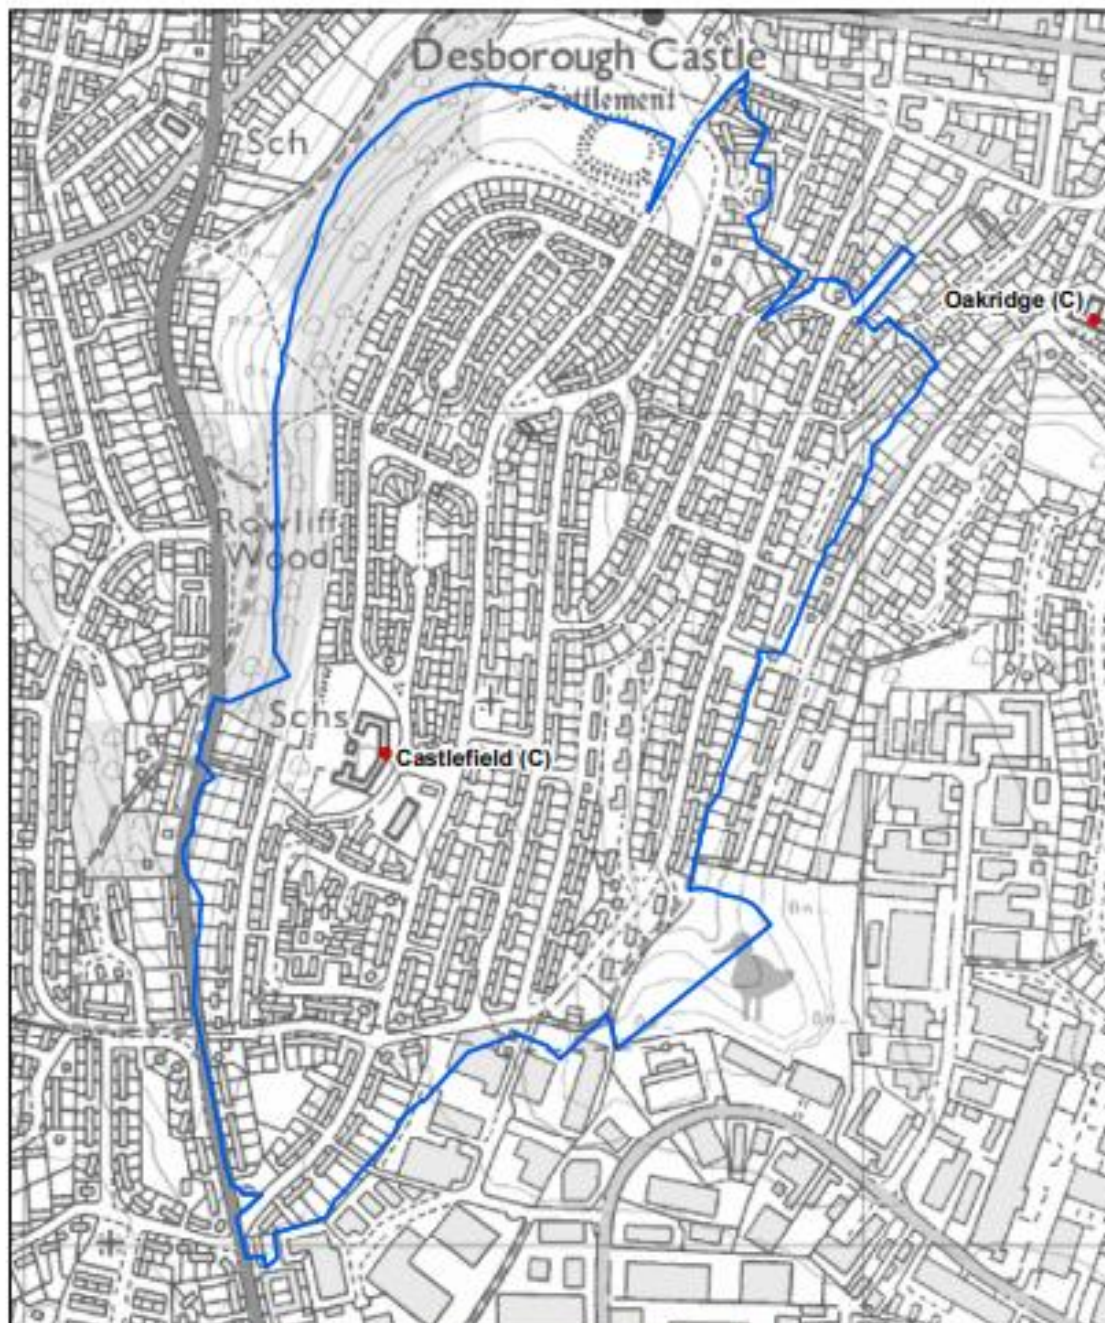 Desborough Castle
Settlement
Sch
Oakridge (C)
Rowliff
Wood
Schs
Castlefield (C)